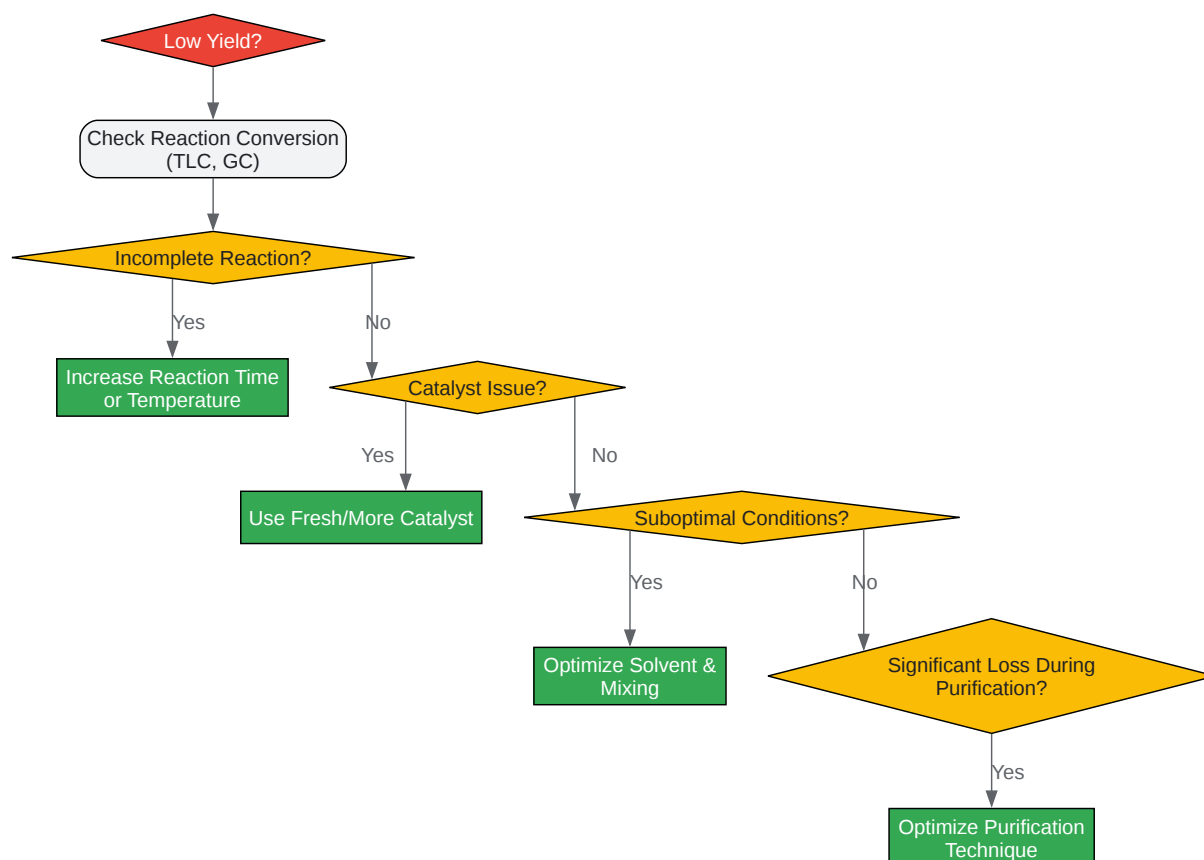 Low Yield?
Check Reaction Conversion
(TLC, GC)
Incomplete Reaction?
Yes
No
Increase Reaction Time
or Temperature
Catalyst Issue?
Yes
No
Use Fresh/More Catalyst
Suboptimal Conditions?
Yes
No
Optimize Solvent &
Mixing
Significant Loss During
Purification?
Yes
Optimize Purification
Technique